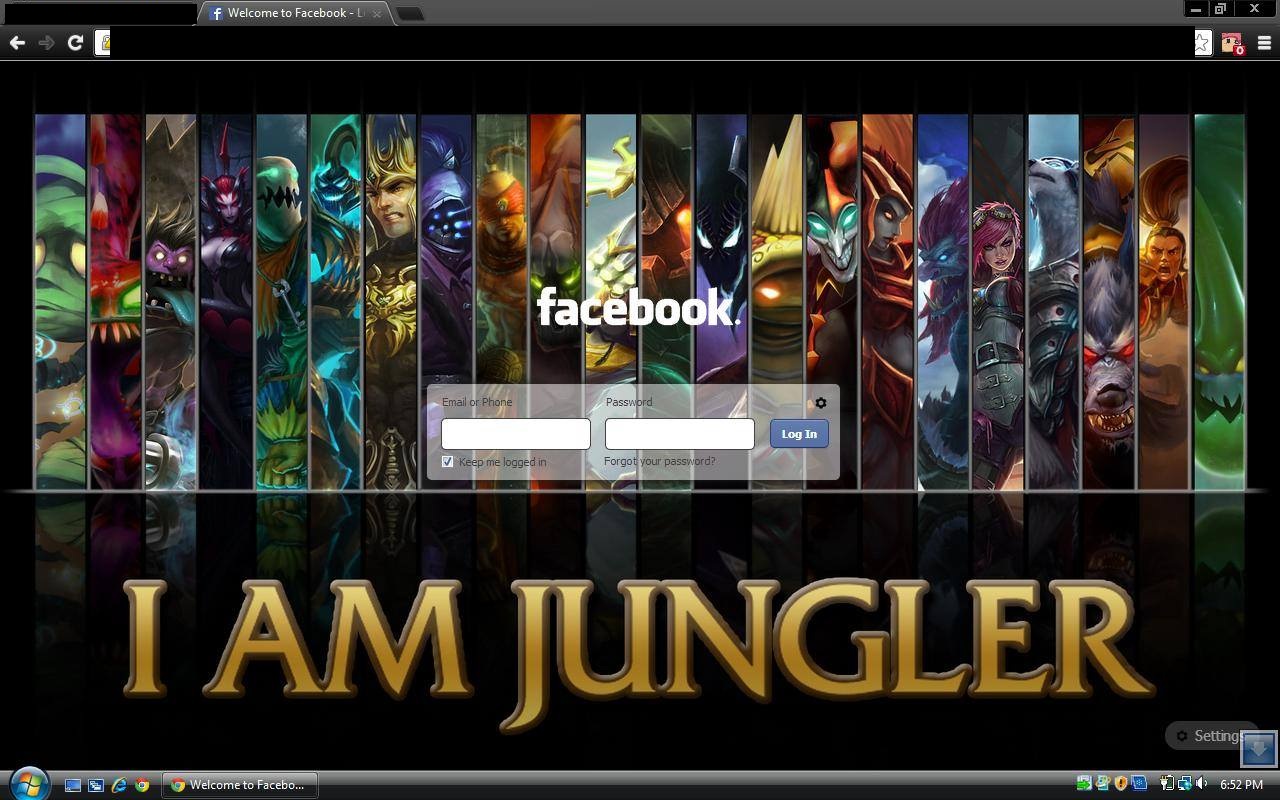 Welcome to Facebook - L
0
facebook.
Email or Phone
Password
Log In
Keep me logged in
Forgot your password?
I AM JUNGLER
Settings
Welcome to Facebo...
6:52 PM